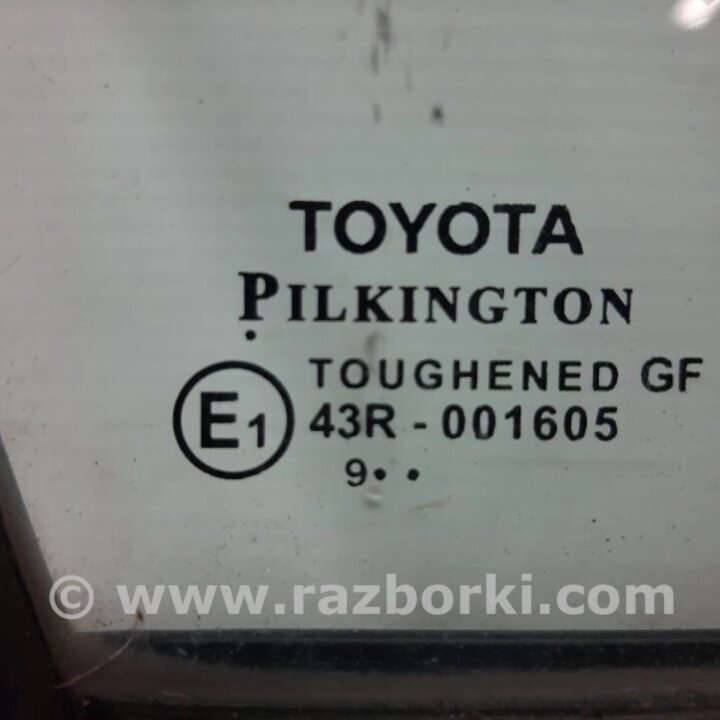 TOYOTA
PILKINGTON
TOUGHENED GF
E1 43R - 001605
9• •
© www.razborki.com